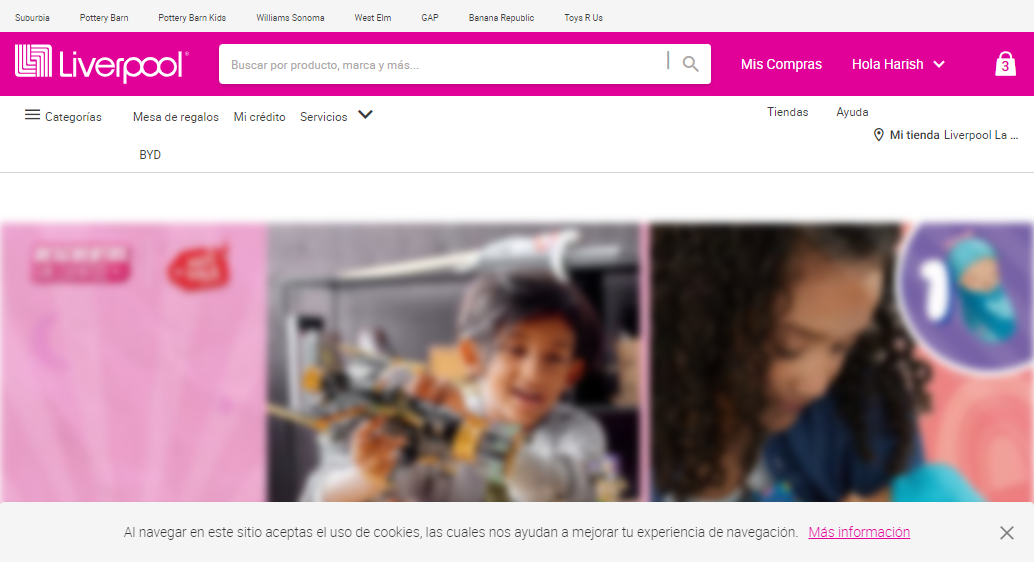 Suburbia Pottery Barn Pottery Barn Kids Williams Sonoma West Elm GAP Banana Republic Toys R Us
Liverpool® Buscar por producto, marca y más... Mis Compras Hola Harish 3
Categorías Mesa de regalos Mi crédito Servicios Tiendas Ayuda
Mi tienda Liverpool La ...
BYD
1
Al navegar en este sitio aceptas el uso de cookies, las cuales nos ayudan a mejorar tu experiencia de navegación. Más información